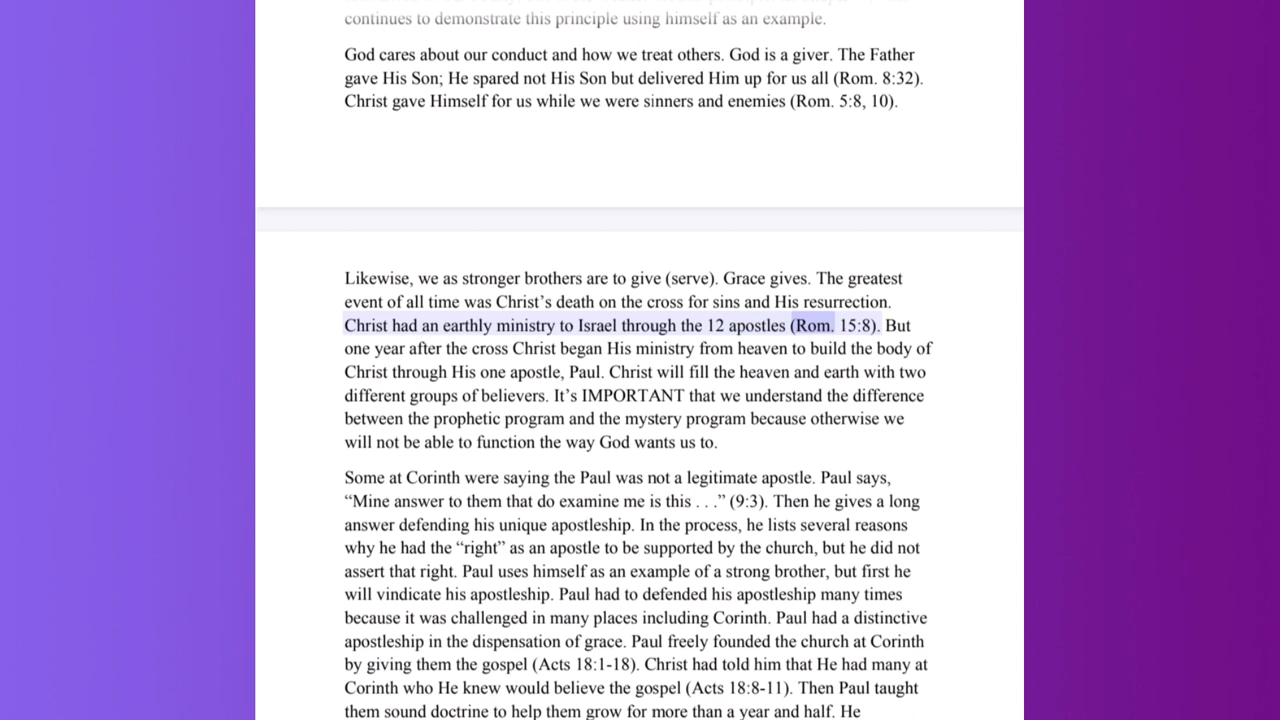 continues to demonstrate this principle using himself as an example.
God cares about our conduct and how we treat others. God is a giver. The Father
gave His Son; He spared not His Son but delivered Him up for us all (Rom. 8:32).
Christ gave Himself for us while we were sinners and enemies (Rom. 5:8, 10).
Likewise, we as stronger brothers are to give (serve). Grace gives. The greatest
event of all time was Christ’s death on the cross for sins and His resurrection.
Christ had an earthly ministry to Israel through the 12 apostles (Rom. 15:8). But
one year after the cross Christ began His ministry from heaven to build the body of
Christ through His one apostle, Paul. Christ will fill the heaven and earth with two
different groups of believers. It’s IMPORTANT that we understand the difference
between the prophetic program and the mystery program because otherwise we
will not be able to function the way God wants us to.
Some at Corinth were saying the Paul was not a legitimate apostle. Paul says,
“Mine answer to them that do examine me is this . . .” (9:3). Then he gives a long
answer defending his unique apostleship. In the process, he lists several reasons
why he had the “right” as an apostle to be supported by the church, but he did not
assert that right. Paul uses himself as an example of a strong brother, but first he
will vindicate his apostleship. Paul had to defended his apostleship many times
because it was challenged in many places including Corinth. Paul had a distinctive
apostleship in the dispensation of grace. Paul freely founded the church at Corinth
by giving them the gospel (Acts 18:1-18). Christ had told him that He had many at
Corinth who He knew would believe the gospel (Acts 18:8-11). Then Paul taught
them sound doctrine to help them grow for more than a year and half. He